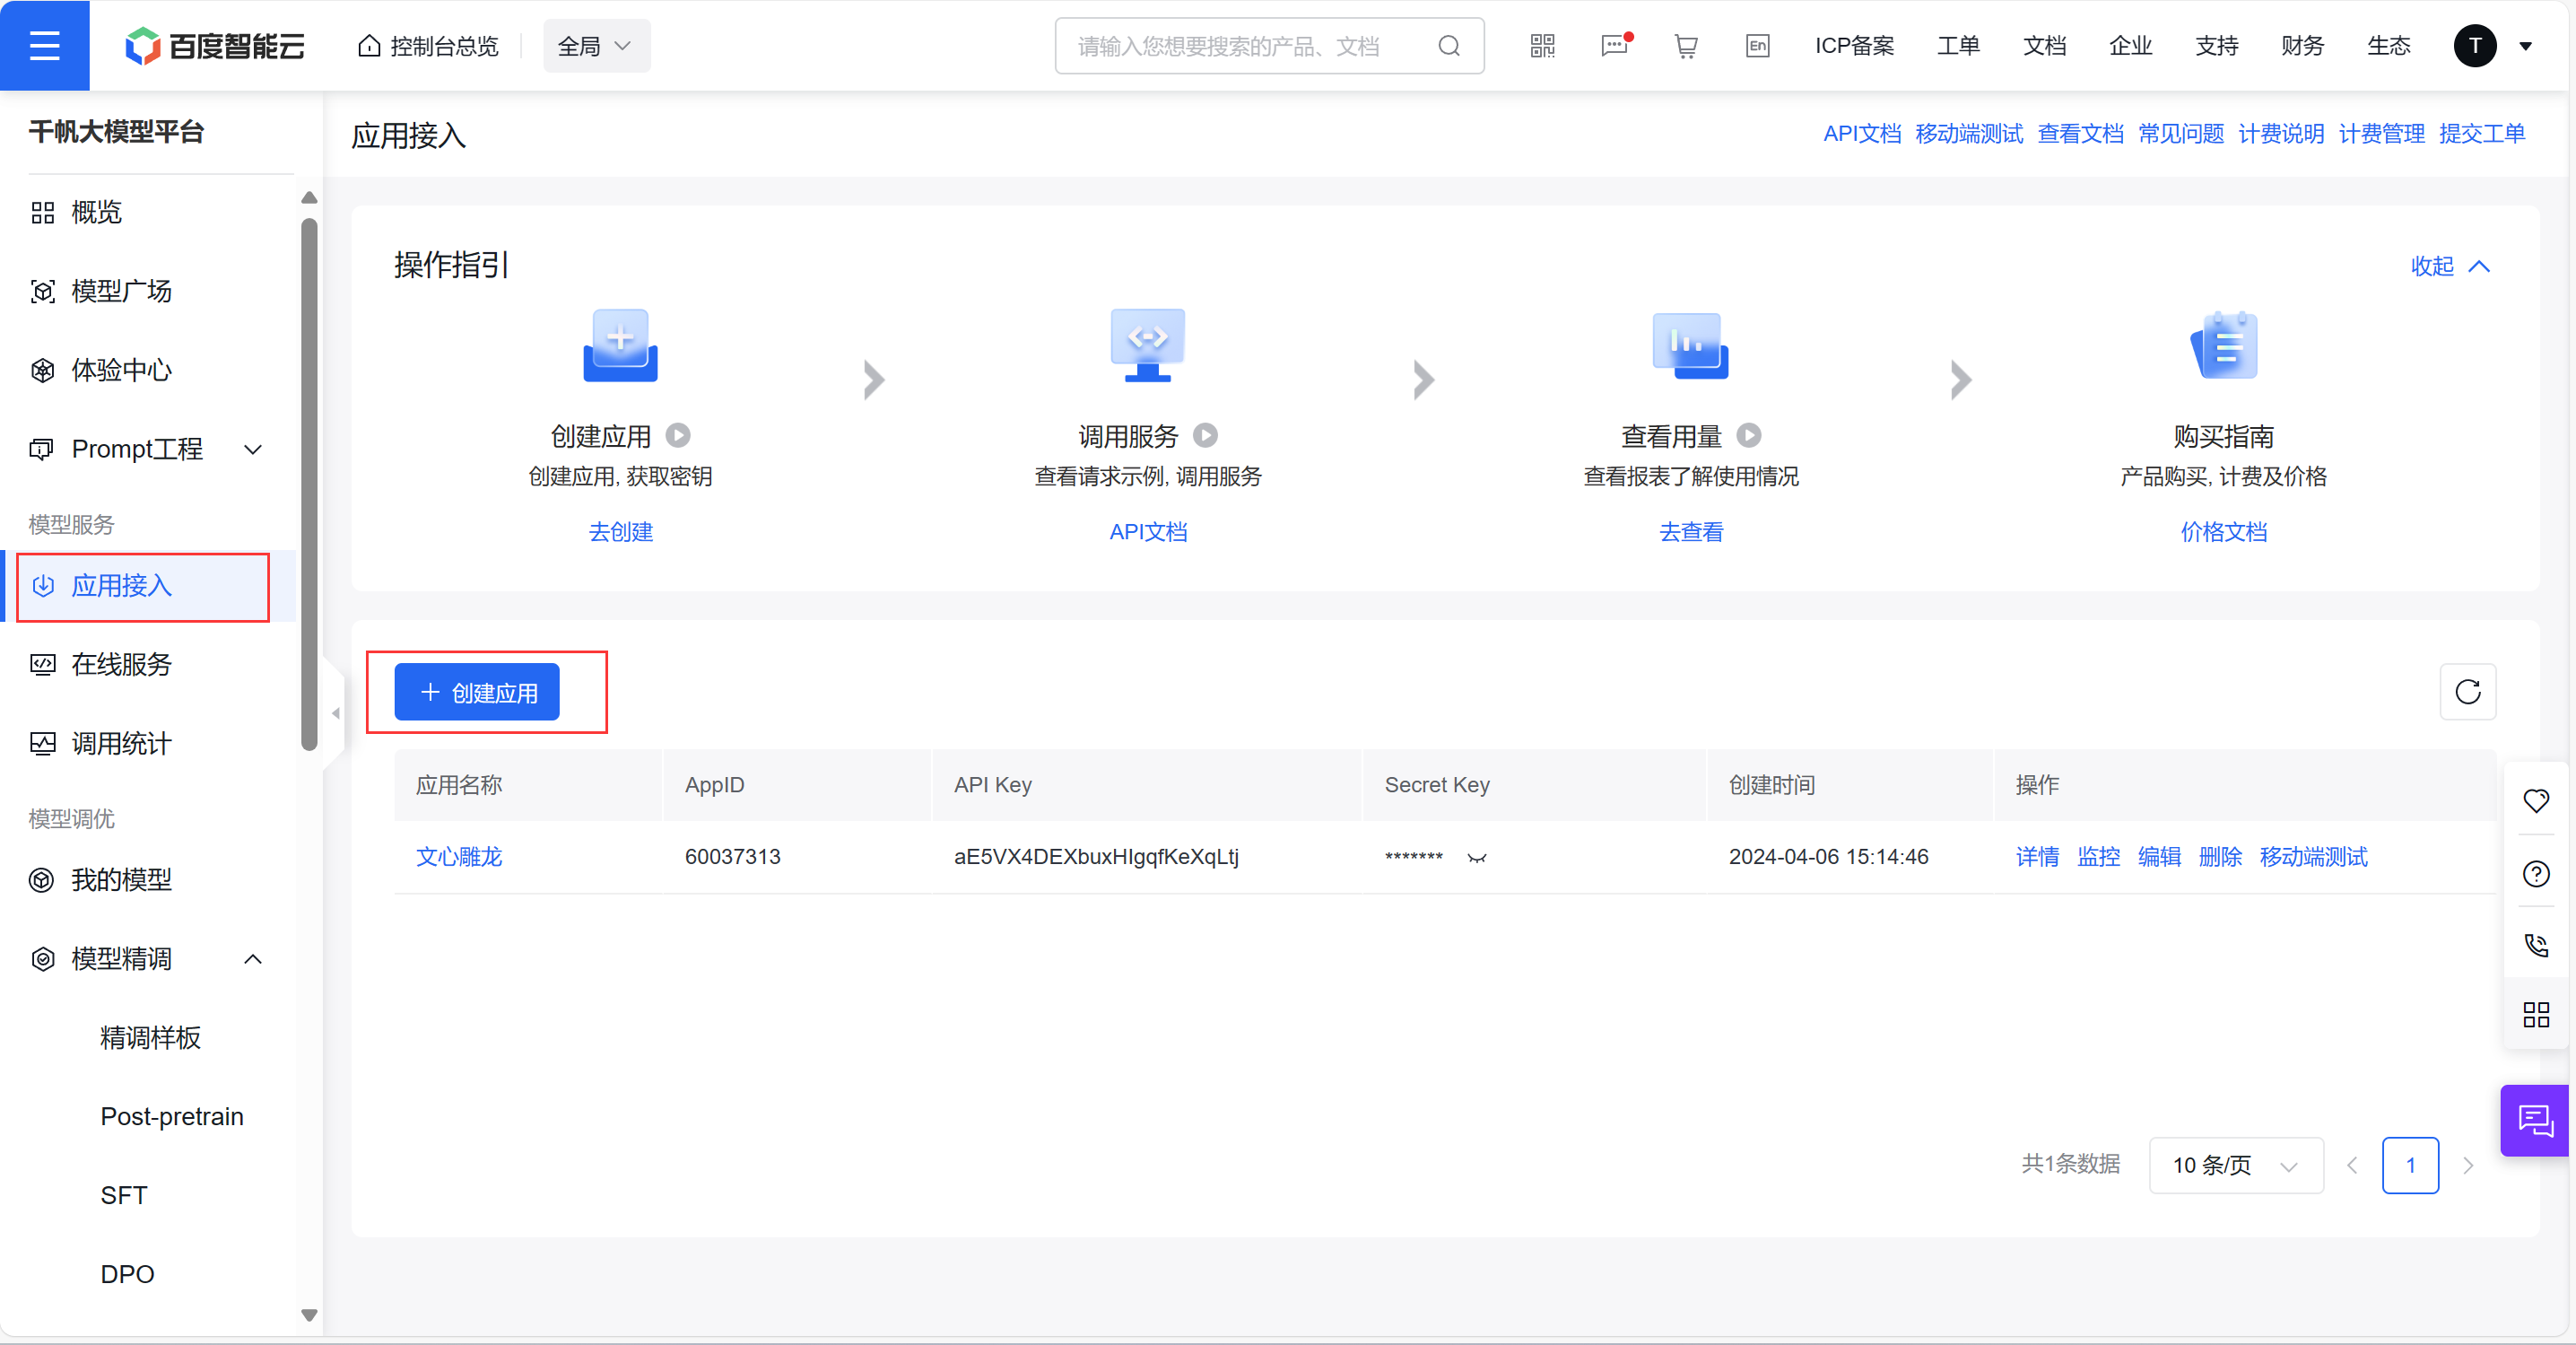 百度智能云
控制台总览
全局
请输入您想要搜索的产品、文档
En
ICP备案
工单
文档
企业
支持
财务
生态
T
千帆大模型平台
概览
模型广场
体验中心
Prompt工程
模型服务
应用接入
在线服务
调用统计
模型调优
我的模型
模型精调
精调样板
Post-pretrain
SFT
DPO
应用接入
API文档 移动端测试 查看文档 常见问题 计费说明 计费管理 提交工单
操作指引
收起
创建应用
创建应用, 获取密钥
去创建
调用服务
查看请求示例, 调用服务
API文档
查看用量
查看报表了解使用情况
去查看
购买指南
产品购买, 计费及价格
价格文档
创建应用
应用名称 AppID API Key Secret Key 创建时间 操作
文心雕龙 60037313 aE5VX4DEXbuxHIgqfKeXqLtj ******* 2024-04-06 15:14:46 详情 监控 编辑 删除 移动端测试
共1条数据 10 条/页 1